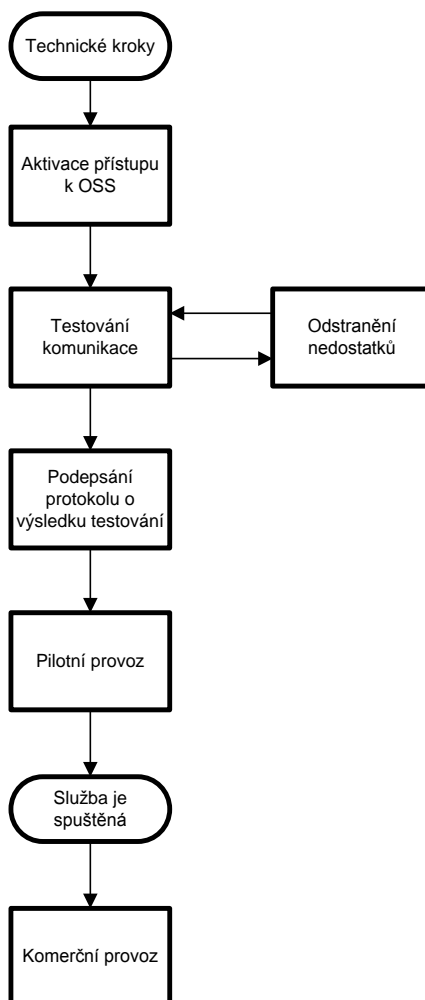 Technické kroky
Aktivace přístupu
k OSS
Testování
komunikace
Odstranění
nedostatků
Podepsání
protokolu o
výsledku testování
Pilotní provoz
Služba je
spuštěná
Komerční provoz